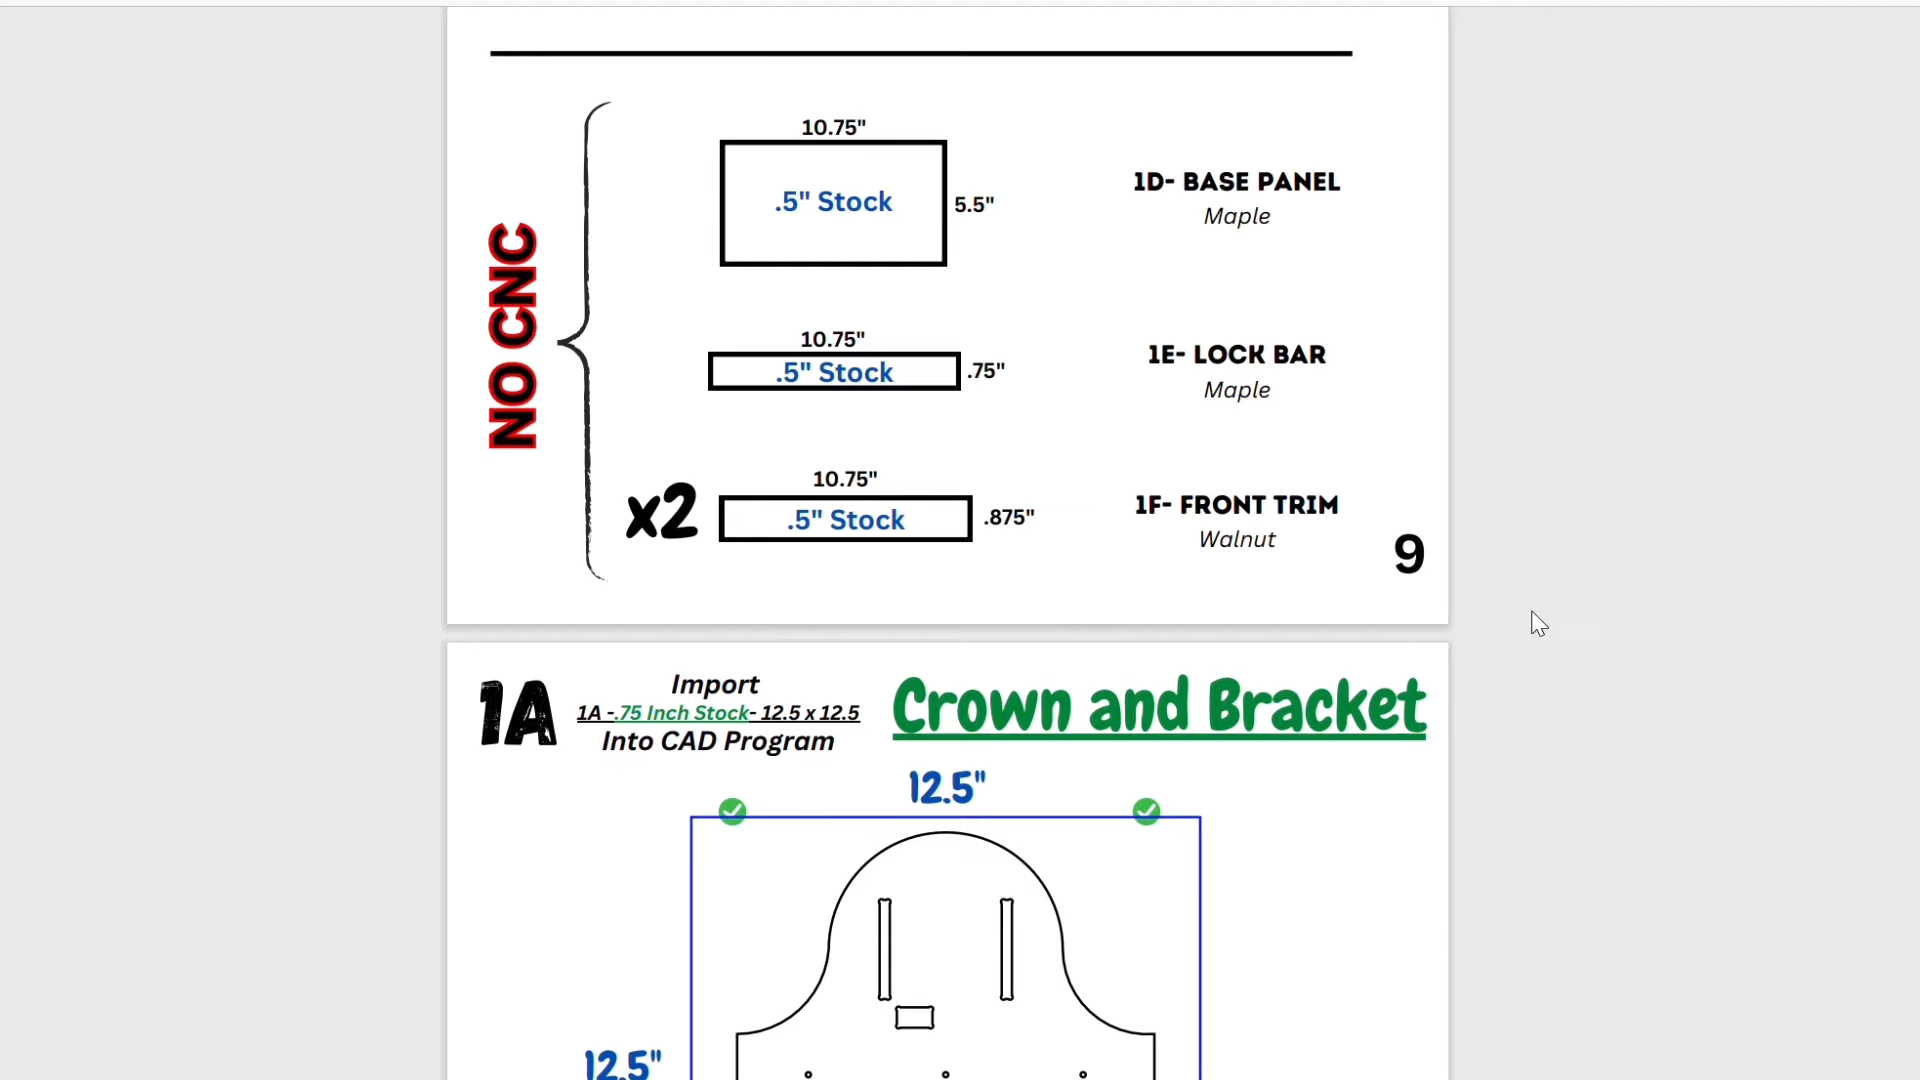 10.75"
.5" Stock
5.5"
1D- BASE PANEL
Maple
NO CNC
10.75"
.5" Stock
.75"
1E- LOCK BAR
Maple
10.75"
x2
.5" Stock
.875"
1F- FRONT TRIM
Walnut
9
1A
Import
1A -.75 Inch Stock- 12.5 x 12.5
Into CAD Program
Crown and Bracket
12.5"
12.5"